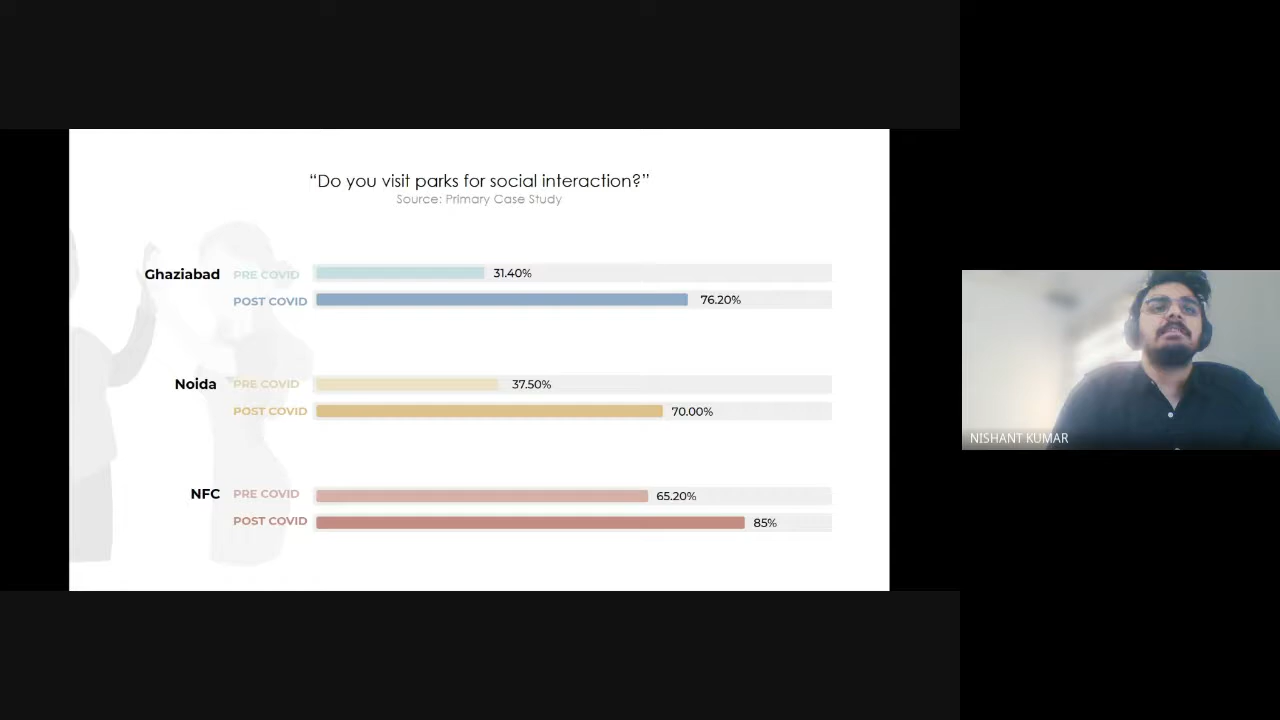 “Do you visit parks for social interaction?”
Source: Primary Case Study
Ghaziabad PRE COVID 31.40%
POST COVID 76.20%
Noida PRE COVID 37.50%
POST COVID 70.00%
NFC PRE COVID 65.20%
POST COVID 85%
NISHANT KUMAR